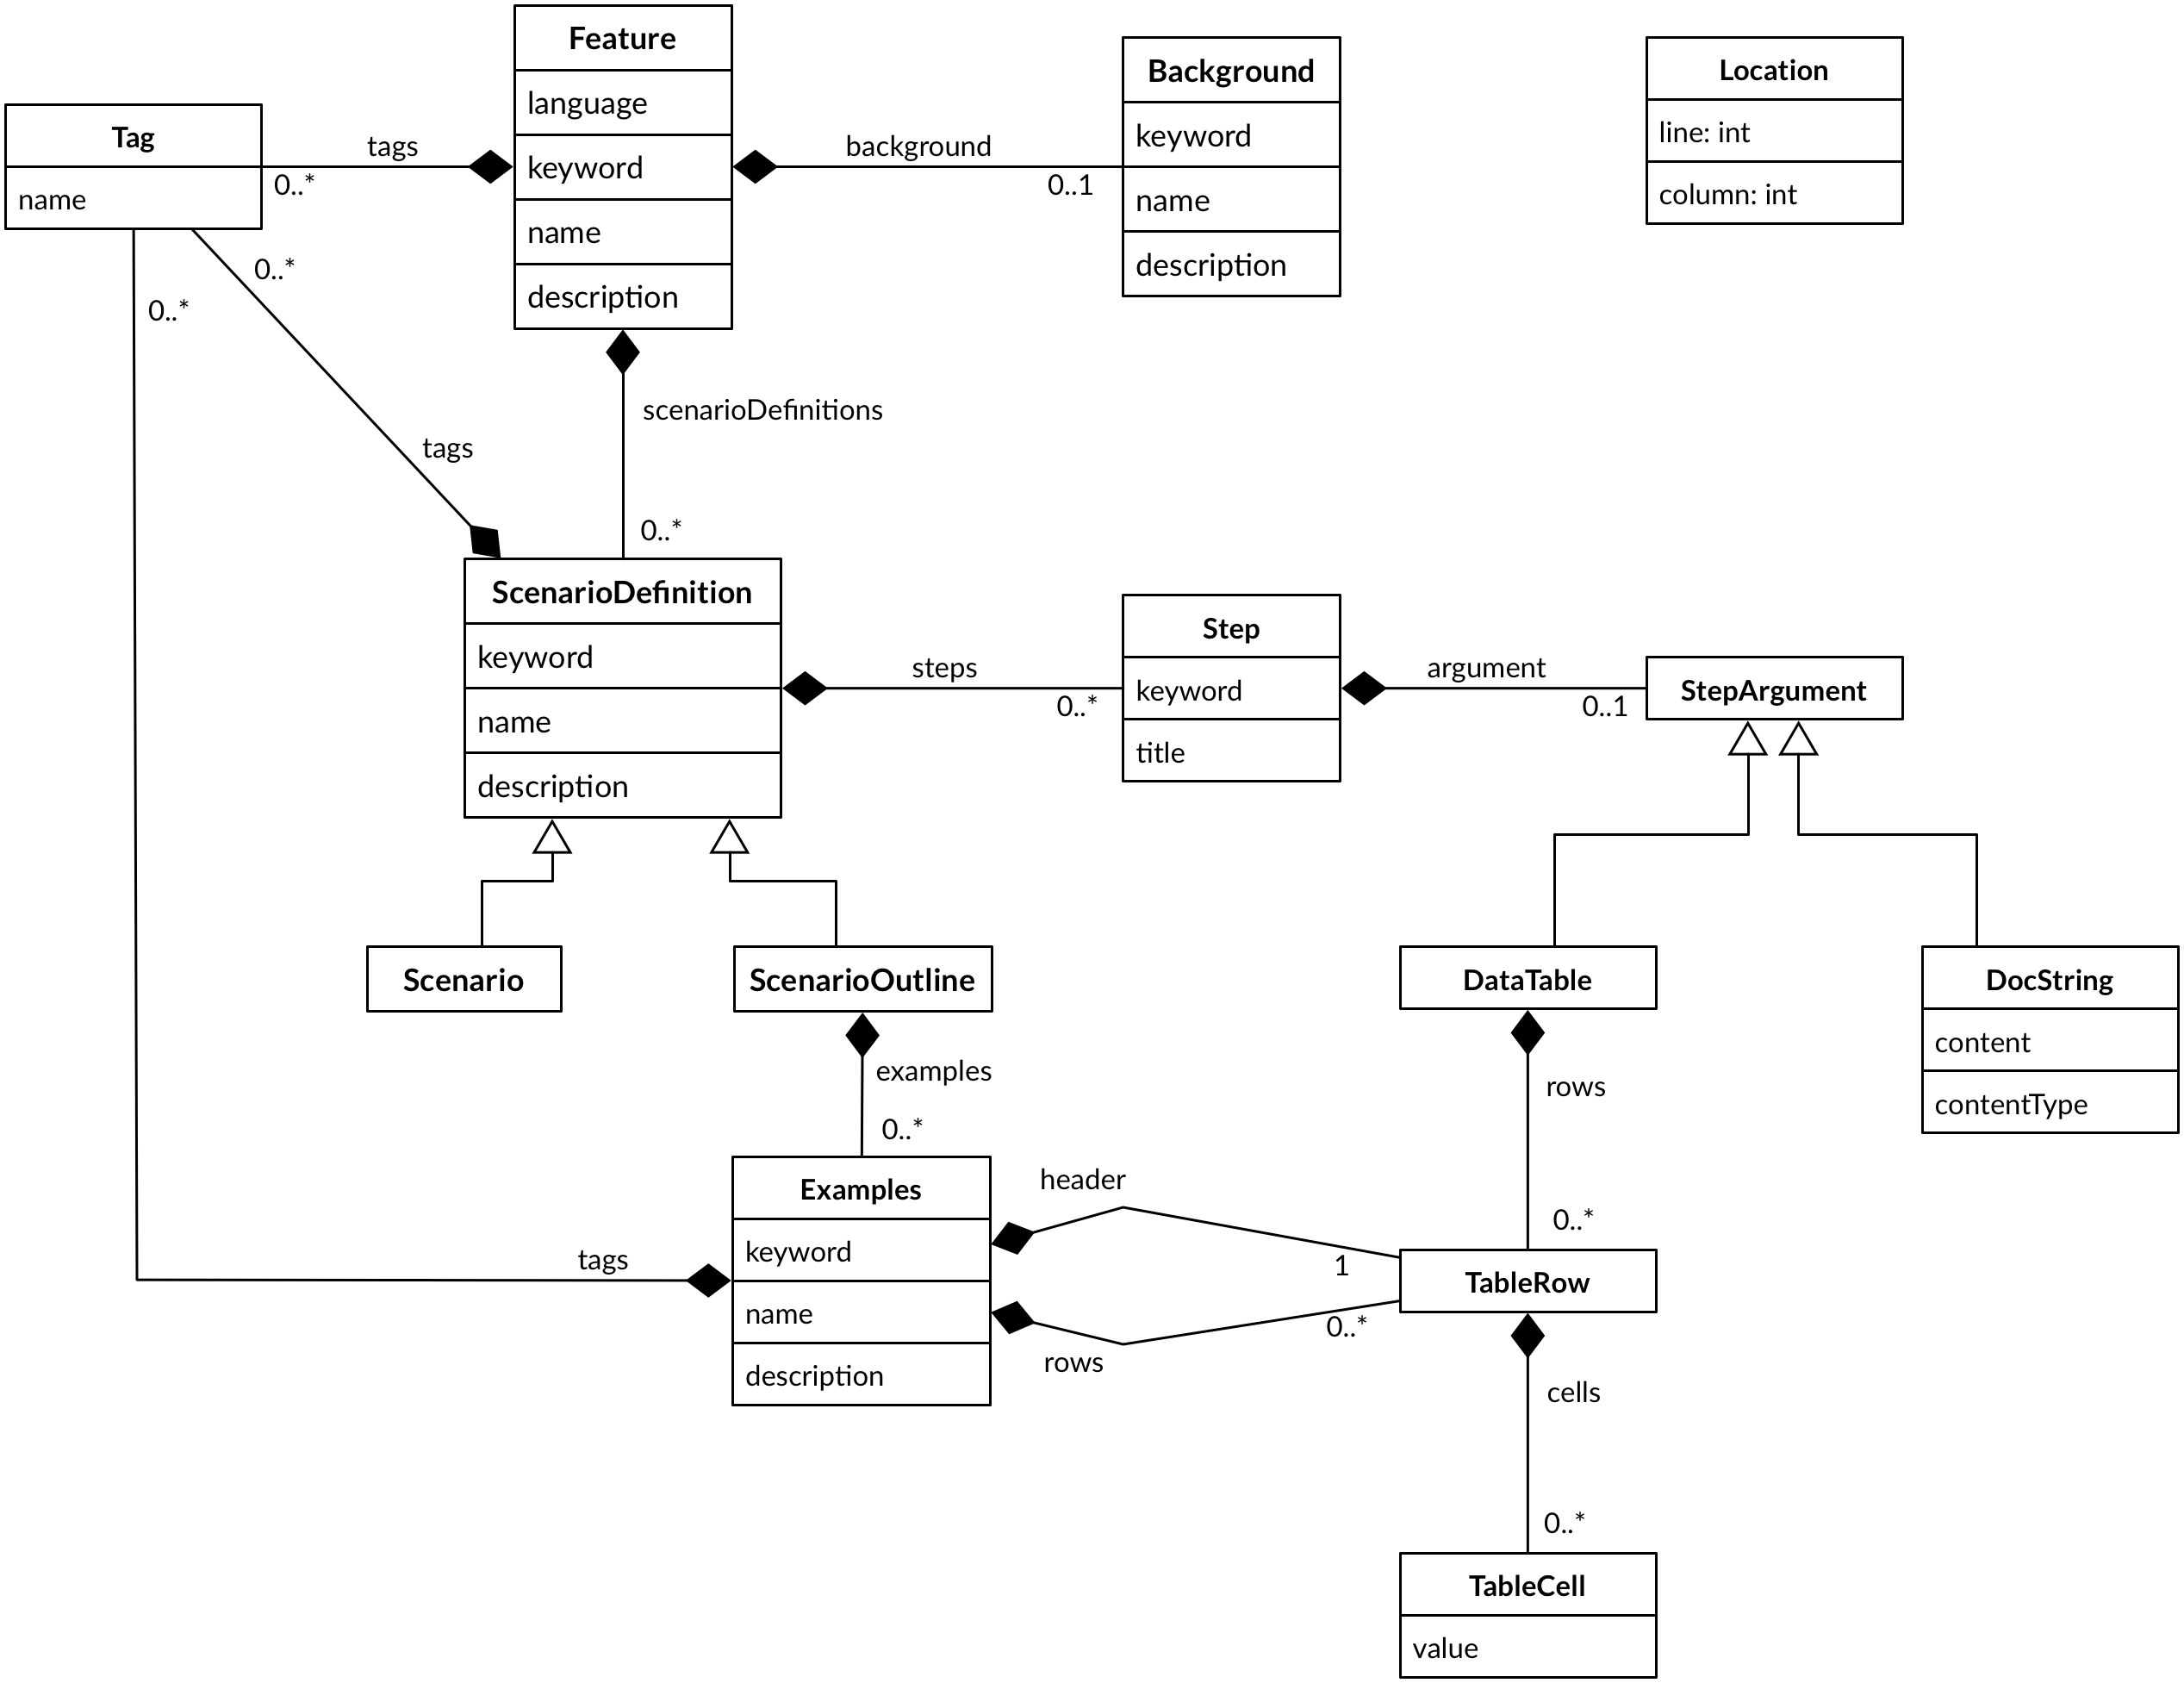 Feature
language
keyword
name
description
Background
keyword
name
description
Location
line: int
column: int
Tag
name
tags
0..*
background
0..1
0..*
0..*
tags
scenarioDefinitions
0..*
ScenarioDefinition
keyword
name
description
steps
0..*
Step
keyword
title
argument
0..1
StepArgument
Scenario
ScenarioOutline
DataTable
DocString
content
contentType
examples
0..*
rows
0..*
Examples
keyword
name
description
tags
header
1
rows
0..*
TableRow
cells
0..*
TableCell
value